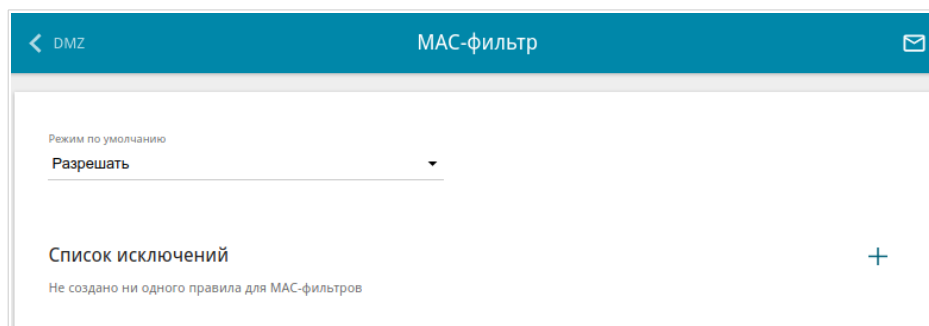 DMZ
MAC-фильтр
Режим по умолчанию
Разрешать
Список исключений
Не создано ни одного правила для MAC-фильтров